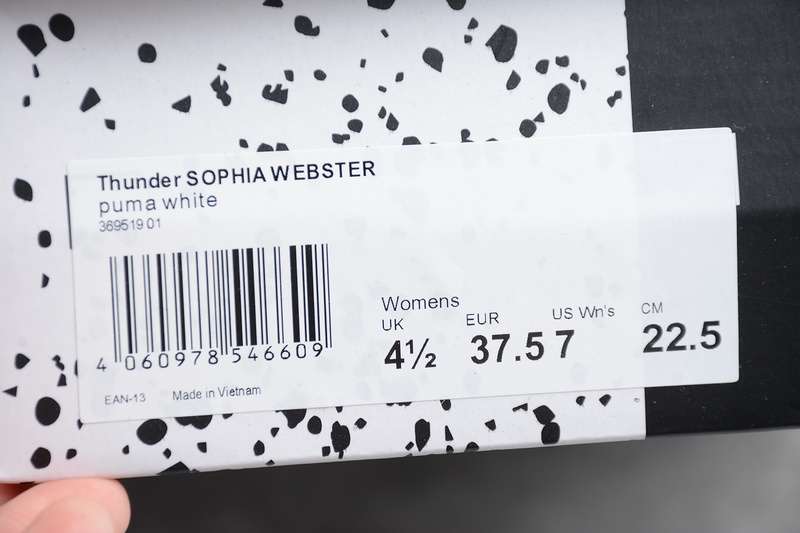 Thunder SOPHIA WEBSTER
puma white
369519 01
4 060978 546609
EAN-13 Made in Vietnam
Womens
UK EUR US Wn's CM
4½ 37.5 7 22.5